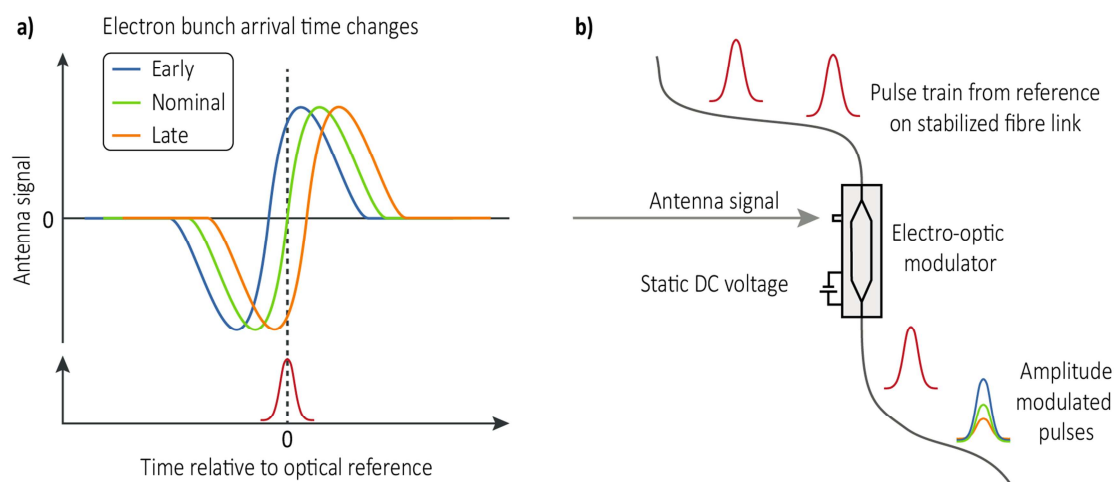 a)
Electron bunch arrival time changes
Early
Nominal
Late
Antenna signal
0
0
Time relative to optical reference
b)
Pulse train from reference
on stabilized fibre link
Antenna signal
Electro-optic
modulator
Static DC voltage
Amplitude
modulated
pulses